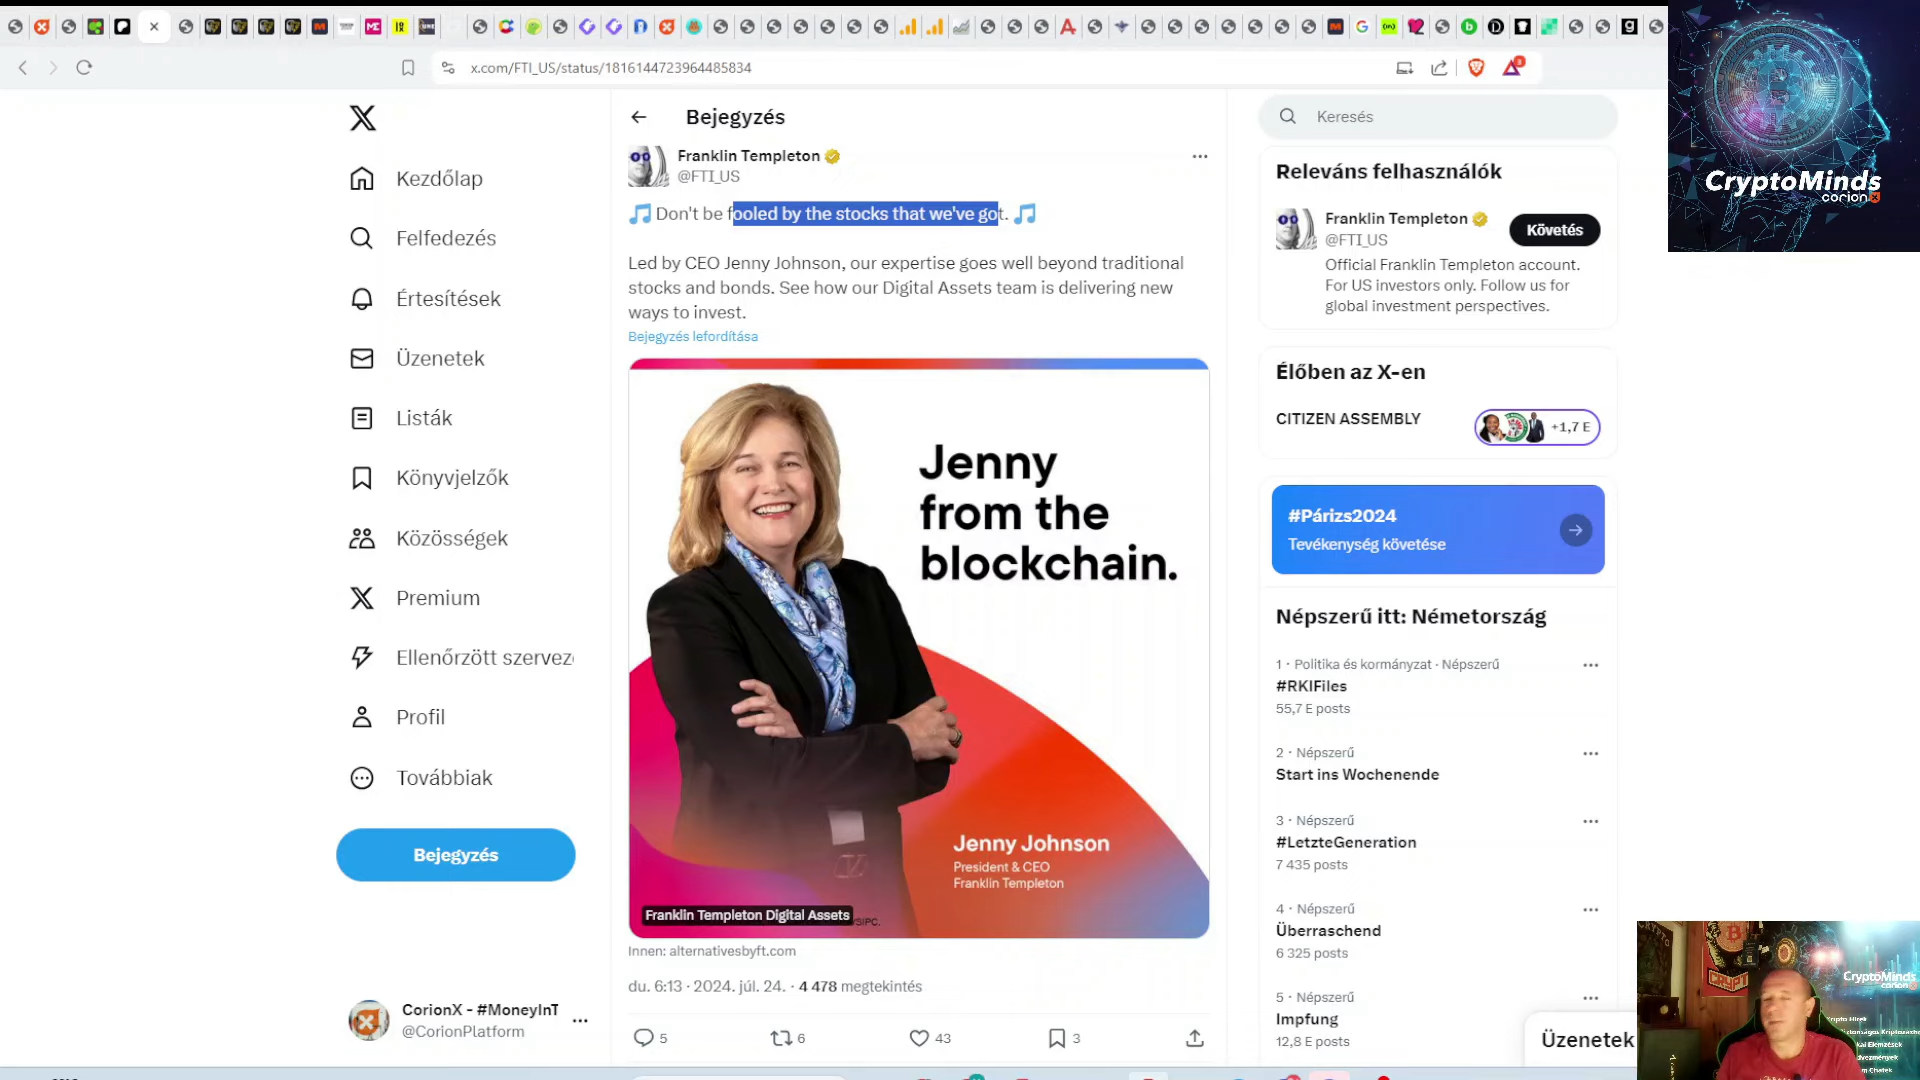 x.com/FTI_US/status/1816144723964485834
CryptoMinds
corion
Kezdőlap
Felfedezés
Értesítések
Üzenetek
Listák
Könyvjelzők
Közösségek
Premium
Ellenőrzött szervez
Profil
Továbbiak
Bejegyzés
CorionX - #MoneyInT
@CorionPlatform
Bejegyzés
Franklin Templeton
@FTI_US
🎵 Don't be fooled by the stocks that we've got. 🎵
Led by CEO Jenny Johnson, our expertise goes well beyond traditional
stocks and bonds. See how our Digital Assets team is delivering new
ways to invest.
Bejegyzés lefordítása
Jenny
from the
blockchain.
Jenny Johnson
President & CEO
Franklin Templeton
Franklin Templeton Digital Assets
SIPC.
Innen: alternativesbyft.com
du. 6:13 · 2024. júl. 24. · 4 478 megtekintés
5 6 43 3
Keresés
Releváns felhasználók
Franklin Templeton
@FTI_US
Követés
Official Franklin Templeton account.
For US investors only. Follow us for
global investment perspectives.
Élőben az X-en
CITIZEN ASSEMBLY
+1,7 E
#Párizs2024
Tevékenység követése
Népszerű itt: Németország
1 · Politika és kormányzat · Népszerű
#RKIFiles
55,7 E posts
2 · Népszerű
Start ins Wochenende
3 · Népszerű
#LetzteGeneration
7 435 posts
4 · Népszerű
Überraschend
6 325 posts
5 · Népszerű
Impfung
12,8 E posts
Üzenetek
CryptoMinds
corion